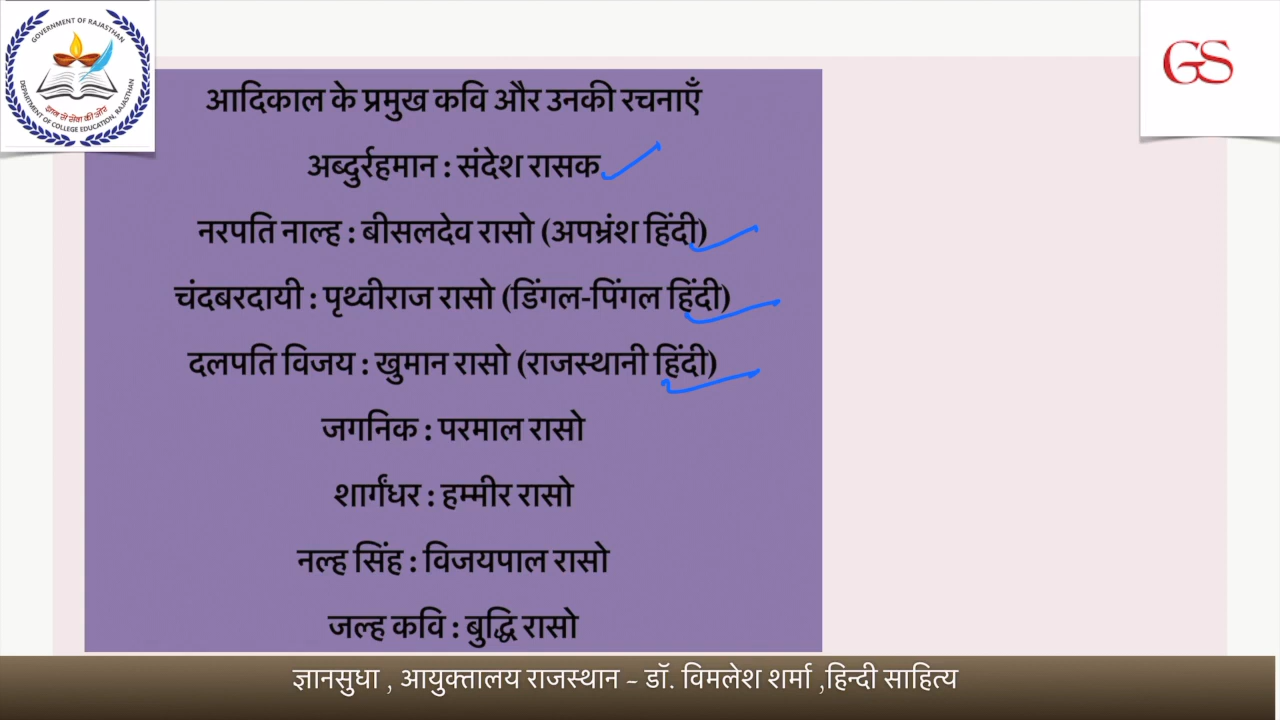 GOVERNMENT OF RAJASTHAN
DEPARTMENT OF COLLEGE EDUCATION, RAJASTHAN
ज्ञान से सेवा की ओर
GS
आदिकाल के प्रमुख कवि और उनकी रचनाएँ
अब्दुर्रहमान : संदेश रासक
नरपति नाल्ह : बीसलदेव रासो (अपभ्रंश हिंदी)
चंदबरदायी : पृथ्वीराज रासो (डिंगल-पिंगल हिंदी)
दलपति विजय : खुमान रासो (राजस्थानी हिंदी)
जगनिक : परमाल रासो
शार्गंधर : हम्मीर रासो
नल्ह सिंह : विजयपाल रासो
जल्ह कवि : बुद्धि रासो
ज्ञानसुधा , आयुक्तालय राजस्थान - डॉ. विमलेश शर्मा ,हिन्दी साहित्य